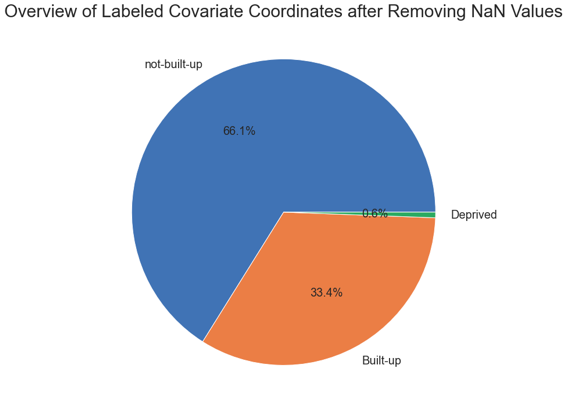 Overview of Labeled Covariate Coordinates after Removing NaN Values
not-built-up
66.1%
0.6%
Deprived
33.4%
Built-up